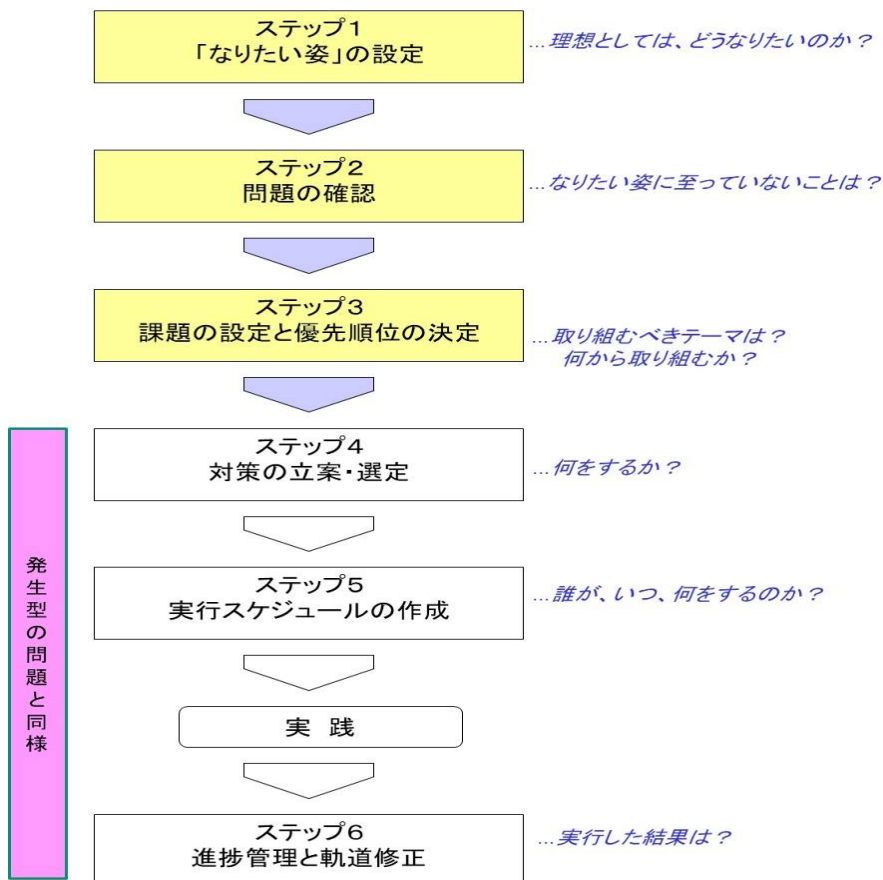 ステップ1
「なりたい姿」の設定
…理想としては、どうなりたいのか？
ステップ2
問題の確認
…なりたい姿に至っていないことは？
ステップ3
課題の設定と優先順位の決定
…取り組むべきテーマは？
何から取り組むか？
発生型の問題と同様
ステップ4
対策の立案・選定
…何をするか？
ステップ5
実行スケジュールの作成
…誰が、いつ、何をするのか？
実 践
ステップ6
進捗管理と軌道修正
…実行した結果は？